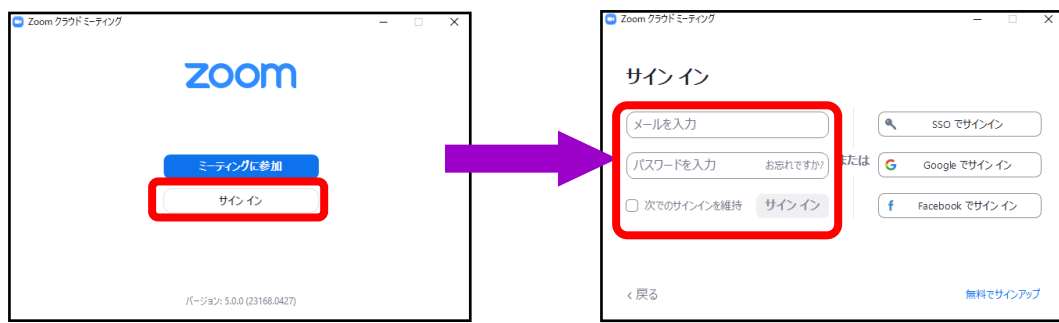 Zoom クラウド ミーティング
zoom
ミーティングに参加
サイン イン
バージョン: 5.0.0 (23168.0427)
Zoom クラウド ミーティング
サイン イン
メールを入力
パスワードを入力 お忘れですか?
次でのサインインを維持 サイン イン
または
SSO でサインイン
Google でサイン イン
Facebook でサイン イン
‹ 戻る
無料でサインアップ